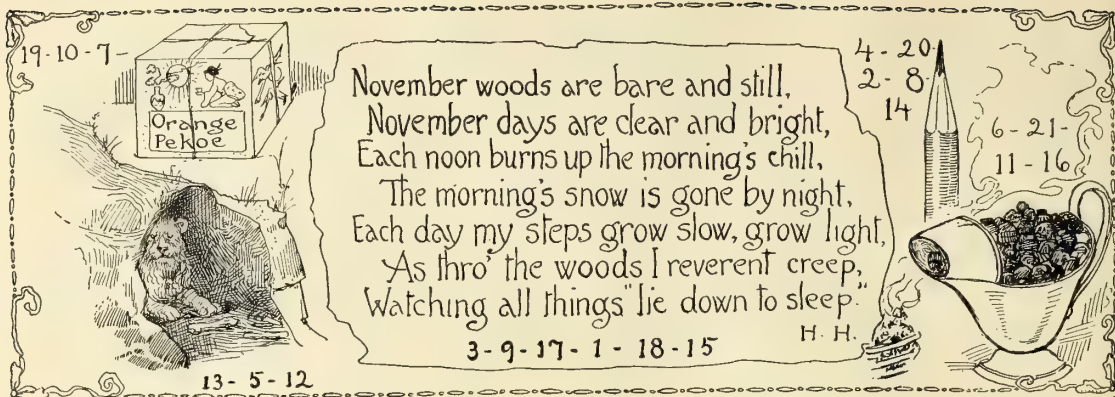 19-10-7-
Orange
Pekoe
13-5-12
November woods are bare and still,
November days are clear and bright,
Each noon burns up the morning's chill,
The morning's snow is gone by night,
Each day my steps grow slow, grow light,
As thro' the woods I reverent creep,
Watching all things "lie down to sleep."
H. H.
3-9-17-1-18-15
4-20-
2-8-
14
6-21-
11-16